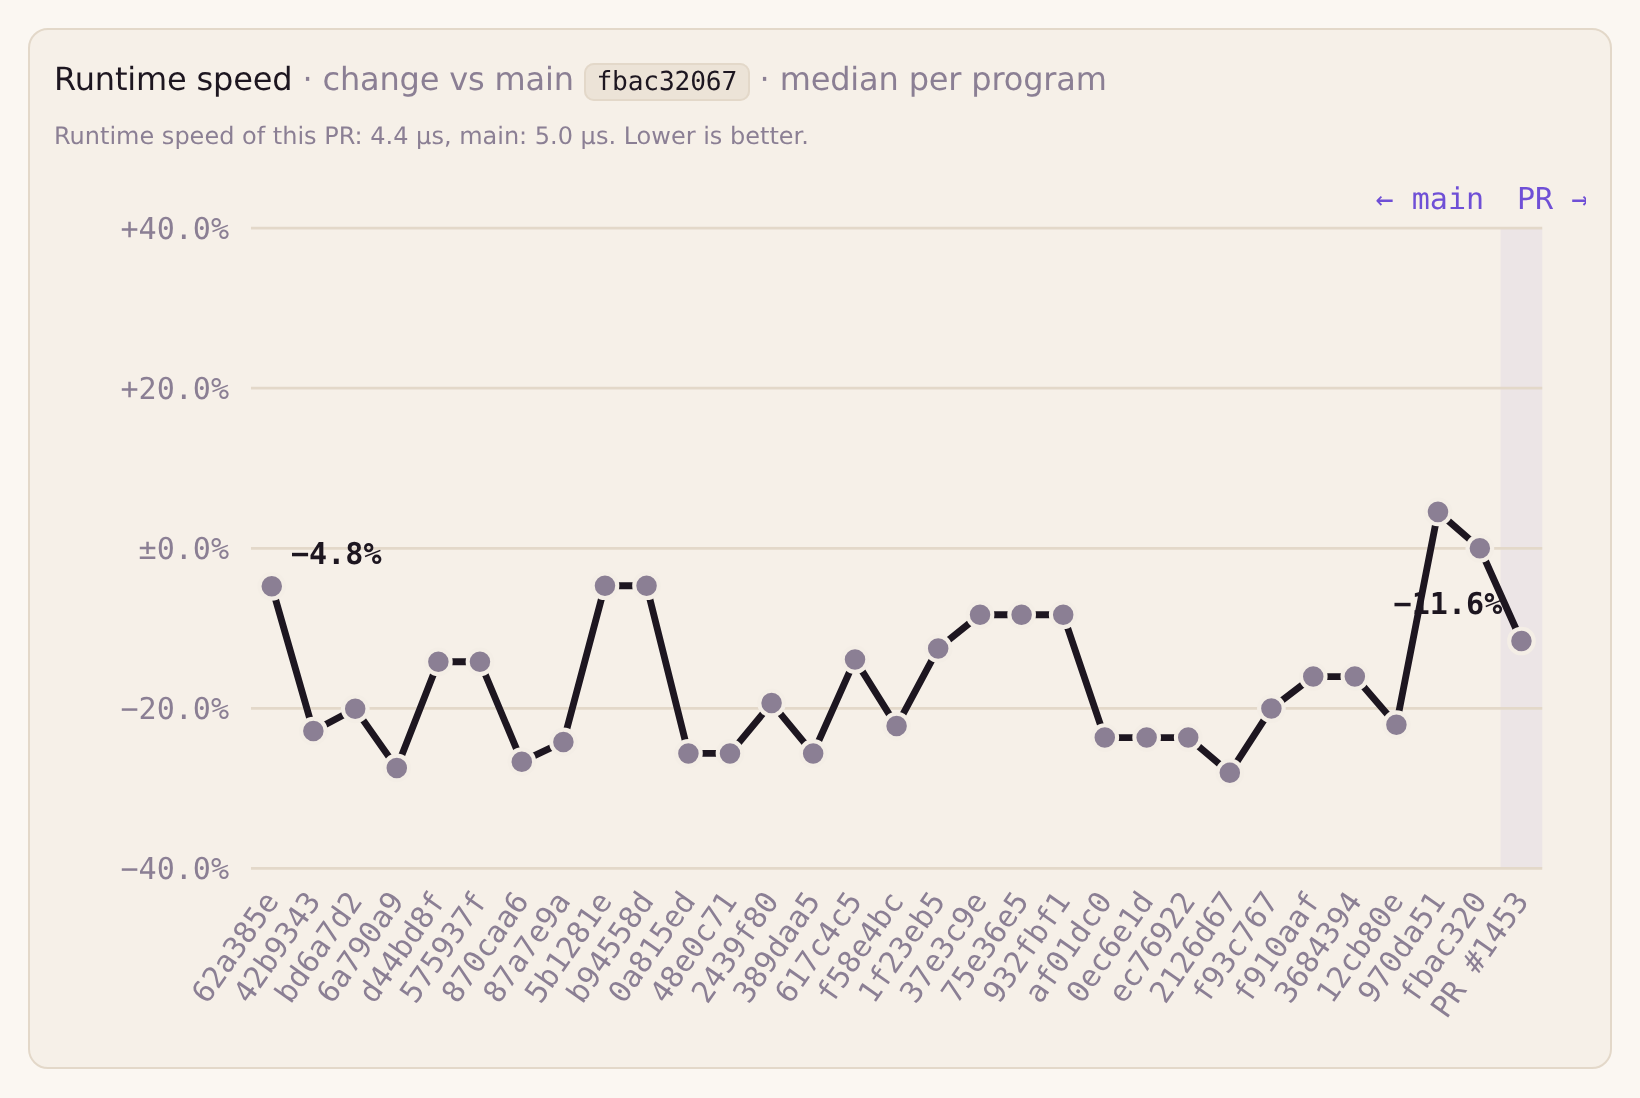 Runtime speed · change vs main fbac32067 · median per program
Runtime speed of this PR: 4.4 µs, main: 5.0 µs. Lower is better.
← main PR →
+40.0%
+20.0%
±0.0%
−20.0%
−40.0%
−4.8%
−11.6%
62a385e
42b9343
bd6a7d2
6a790a9
d44bd8f
575937f
870caa6
87a7e9a
5b1281e
b94558d
0a815ed
48e0c71
2439f80
389daa5
617c4c5
f58e4bc
1f23eb5
37e3c9e
75e36e5
932fbf1
af01dc0
0ec6e1d
ec76922
2126d67
f93c767
f910aaf
3684394
12cb80e
970da51
fbac320
PR #1453